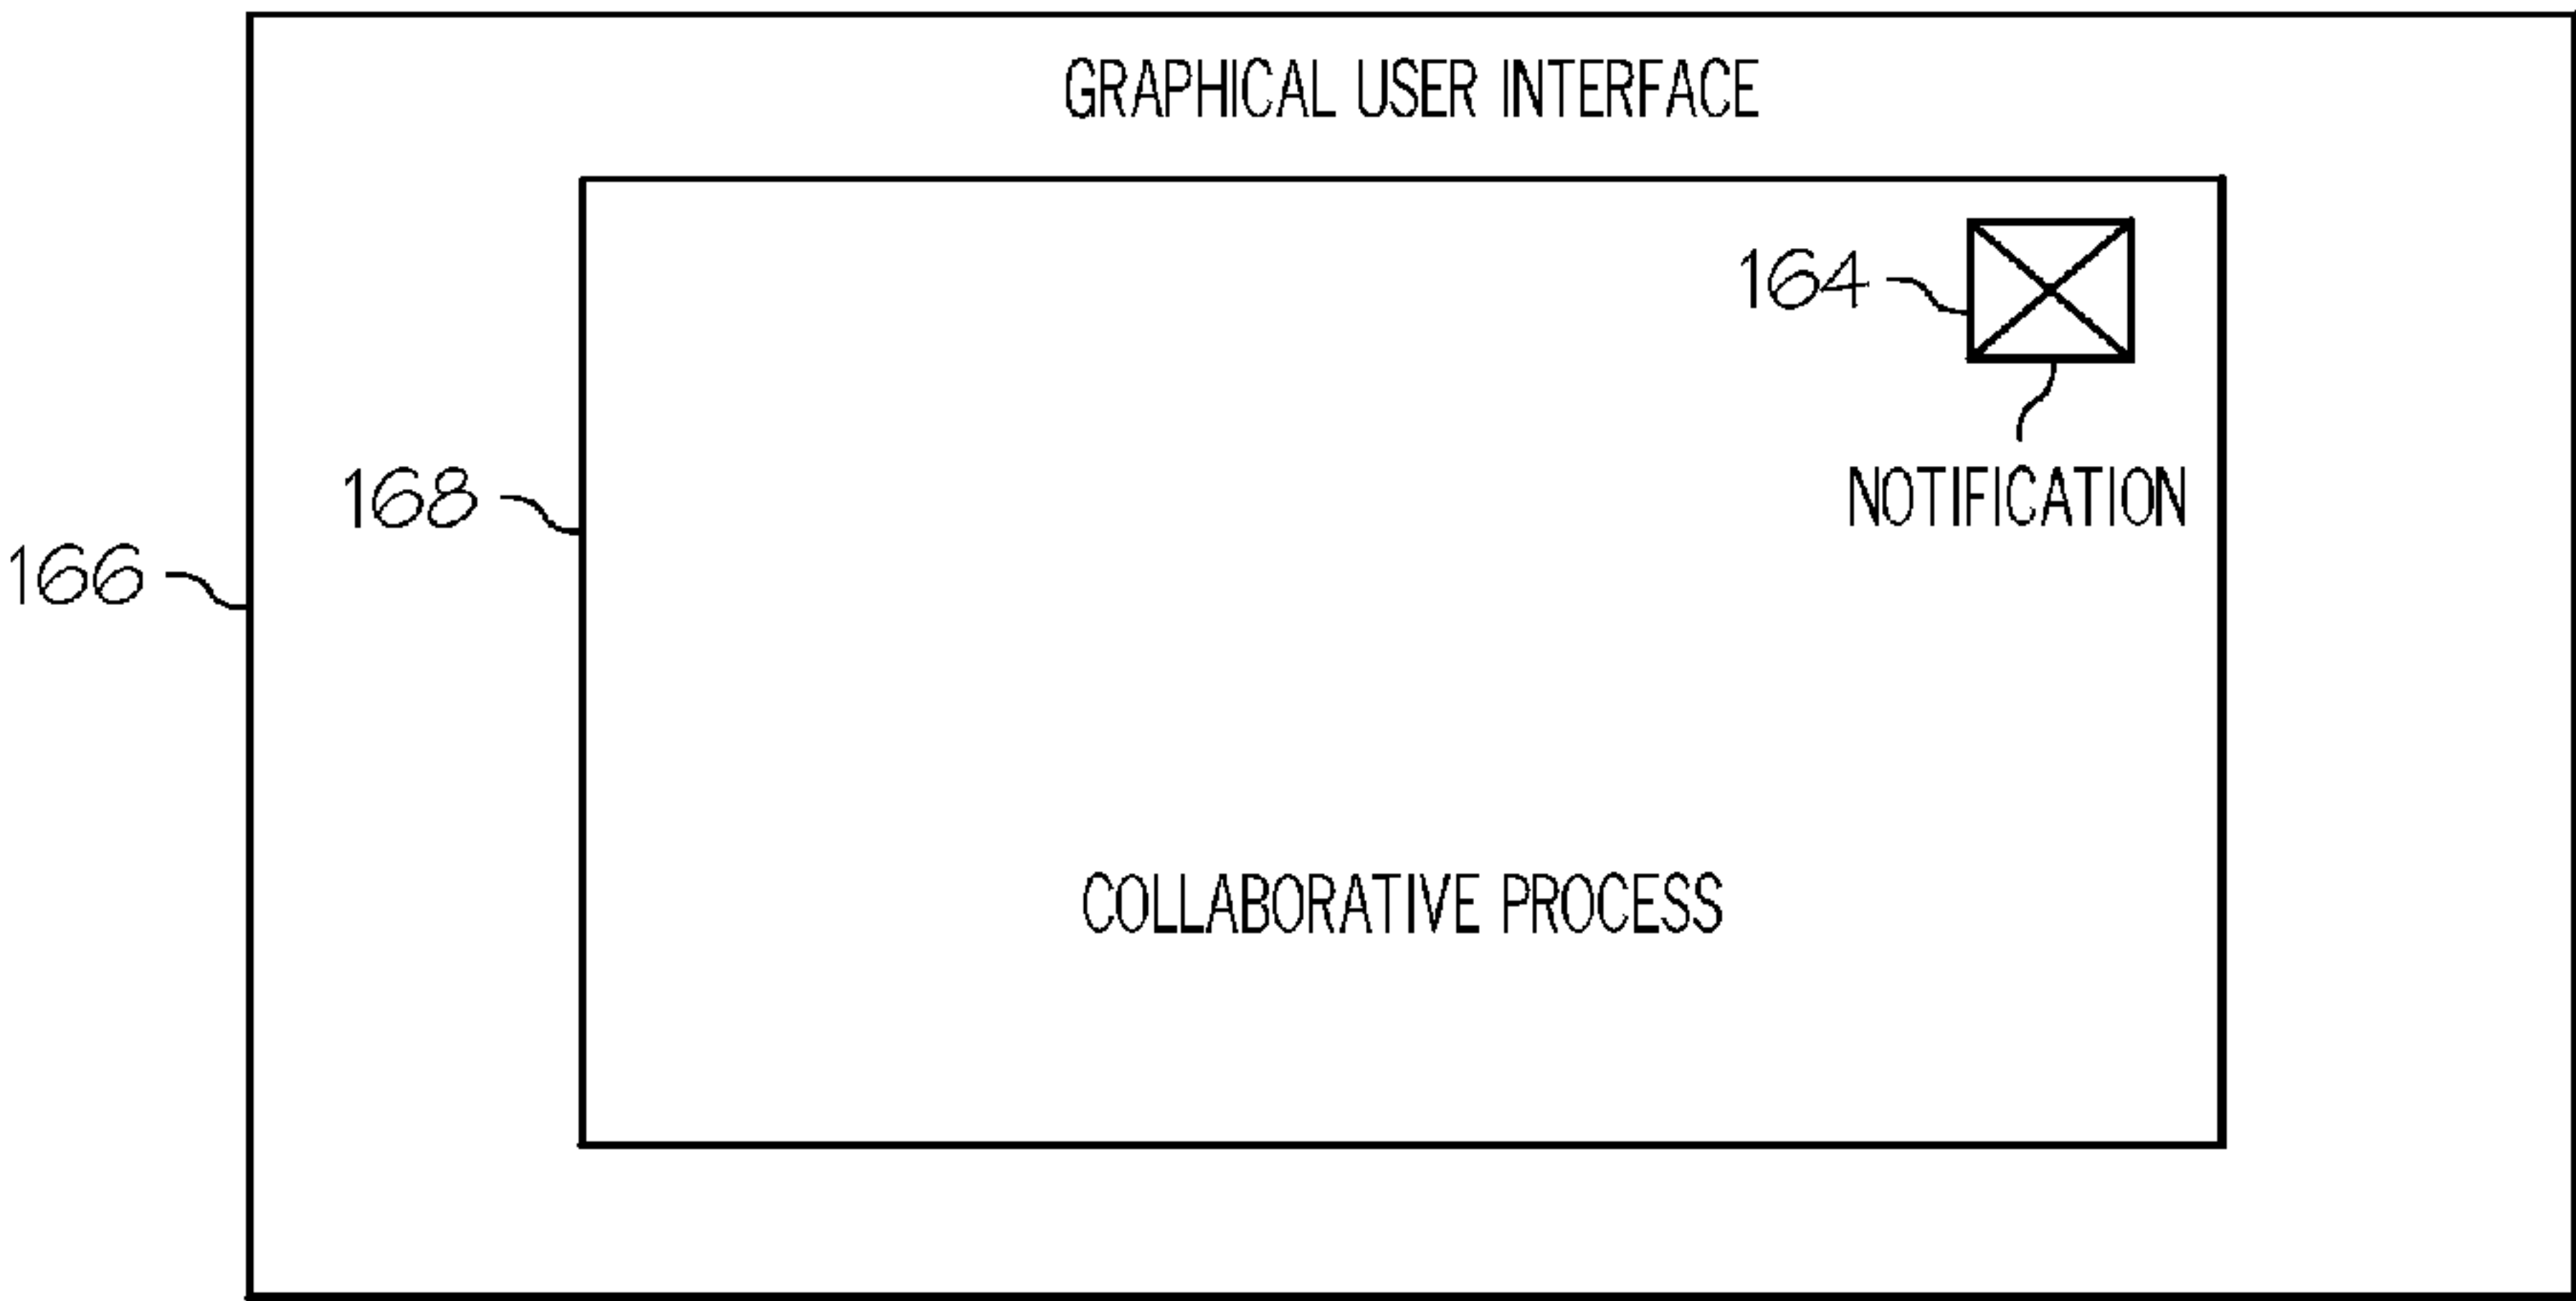 GRAPHICAL USER INTERFACE
164
NOTIFICATION
168
166
COLLABORATIVE PROCESS